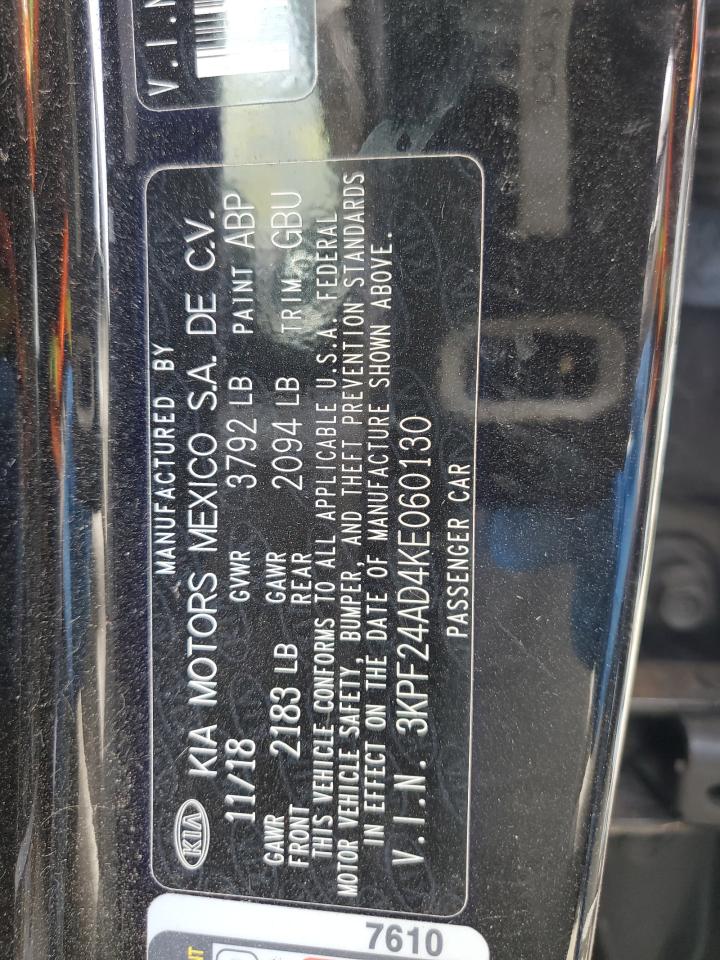 V.I.N
MANUFACTURED BY
KIA KIA MOTORS MEXICO S.A. DE C.V.
11/18 GVWR 3792 LB PAINT ABP
GAWR FRONT 2183 LB GAWR REAR 2094 LB TRIM GBU
THIS VEHICLE CONFORMS TO ALL APPLICABLE U.S.A. FEDERAL
MOTOR VEHICLE SAFETY, BUMPER, AND THEFT PREVENTION STANDARDS
IN EFFECT ON THE DATE OF MANUFACTURE SHOWN ABOVE.
V.I.N. 3KPF24AD4KE060130
PASSENGER CAR
7610